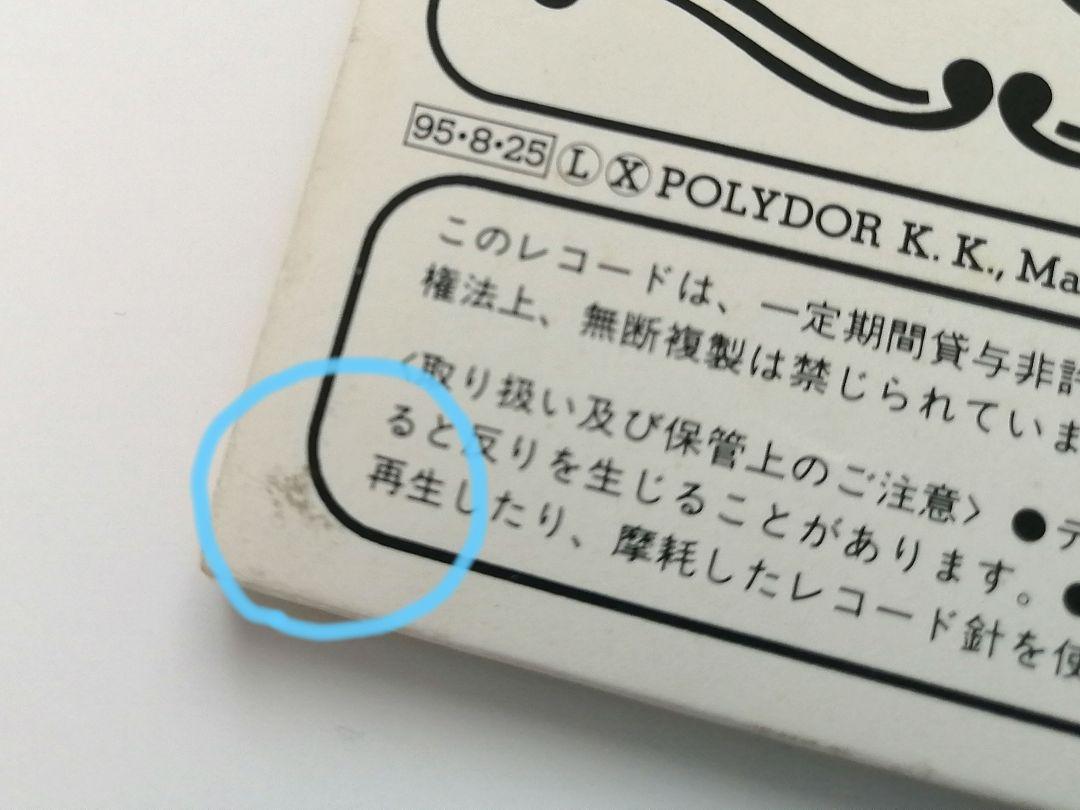 95・8・25 Ⓛ Ⓧ POLYDOR K.K., Ma
このレコードは、一定期間貸与非許
権法上、無断複製は禁じられていま
〈取り扱い及び保管上のご注意〉 ●デ
ると反りを生じることがあります。 ●
再生したり、摩耗したレコード針を使